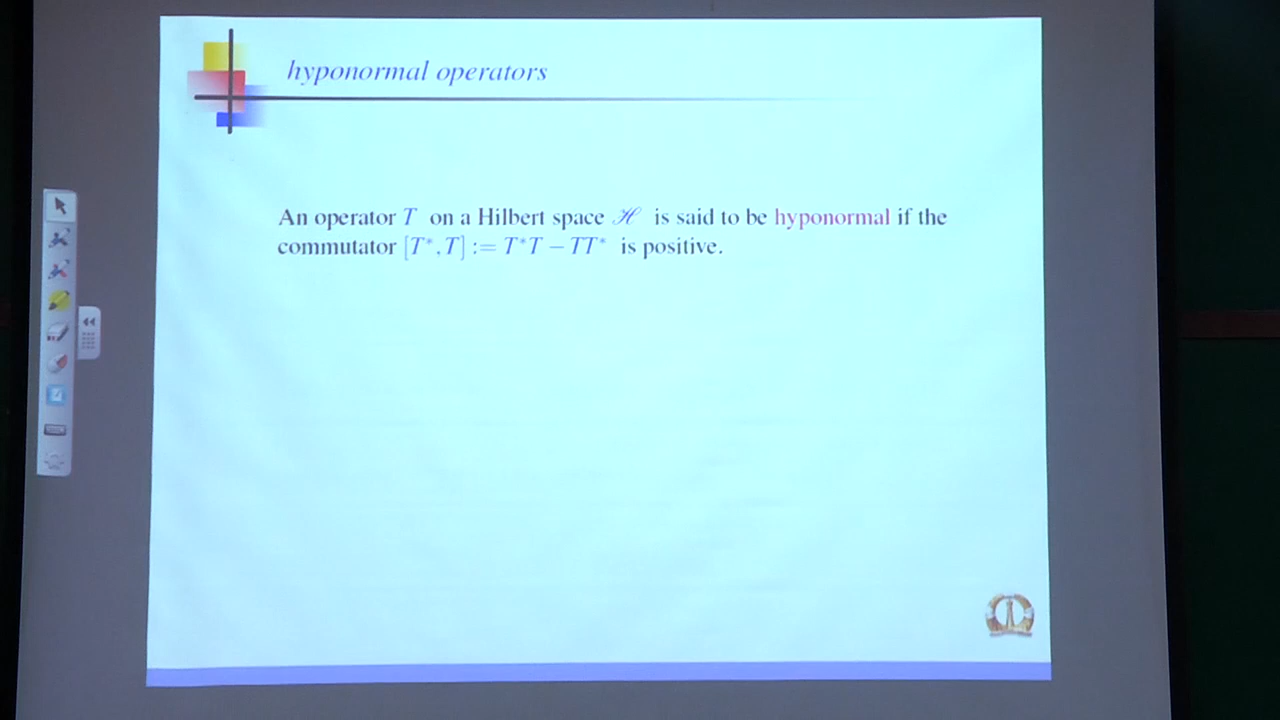 hyponormal operators
An operator T on a Hilbert space ℋ is said to be hyponormal if the
commutator [T*, T] := T*T − TT* is positive.